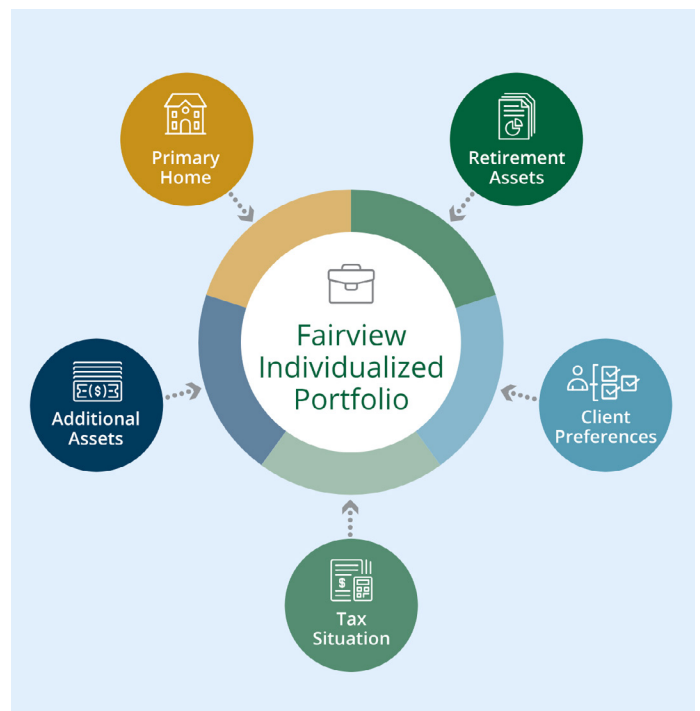 Primary
Home
Retirement
Assets
Fairview
Individualized
Portfolio
($)
Additional
Assets
Client
Preferences
$
Tax
Situation